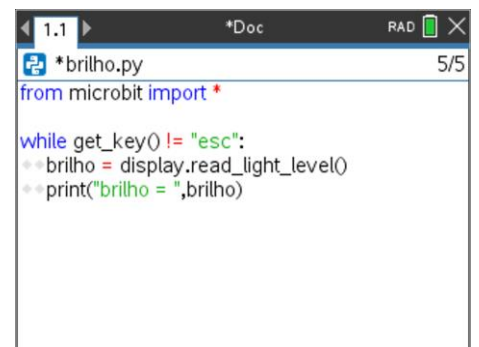 1.1 *Doc RAD
*brilho.py 5/5
from microbit import *
while get_key() != "esc":
brilho = display.read_light_level()
print("brilho = ",brilho)